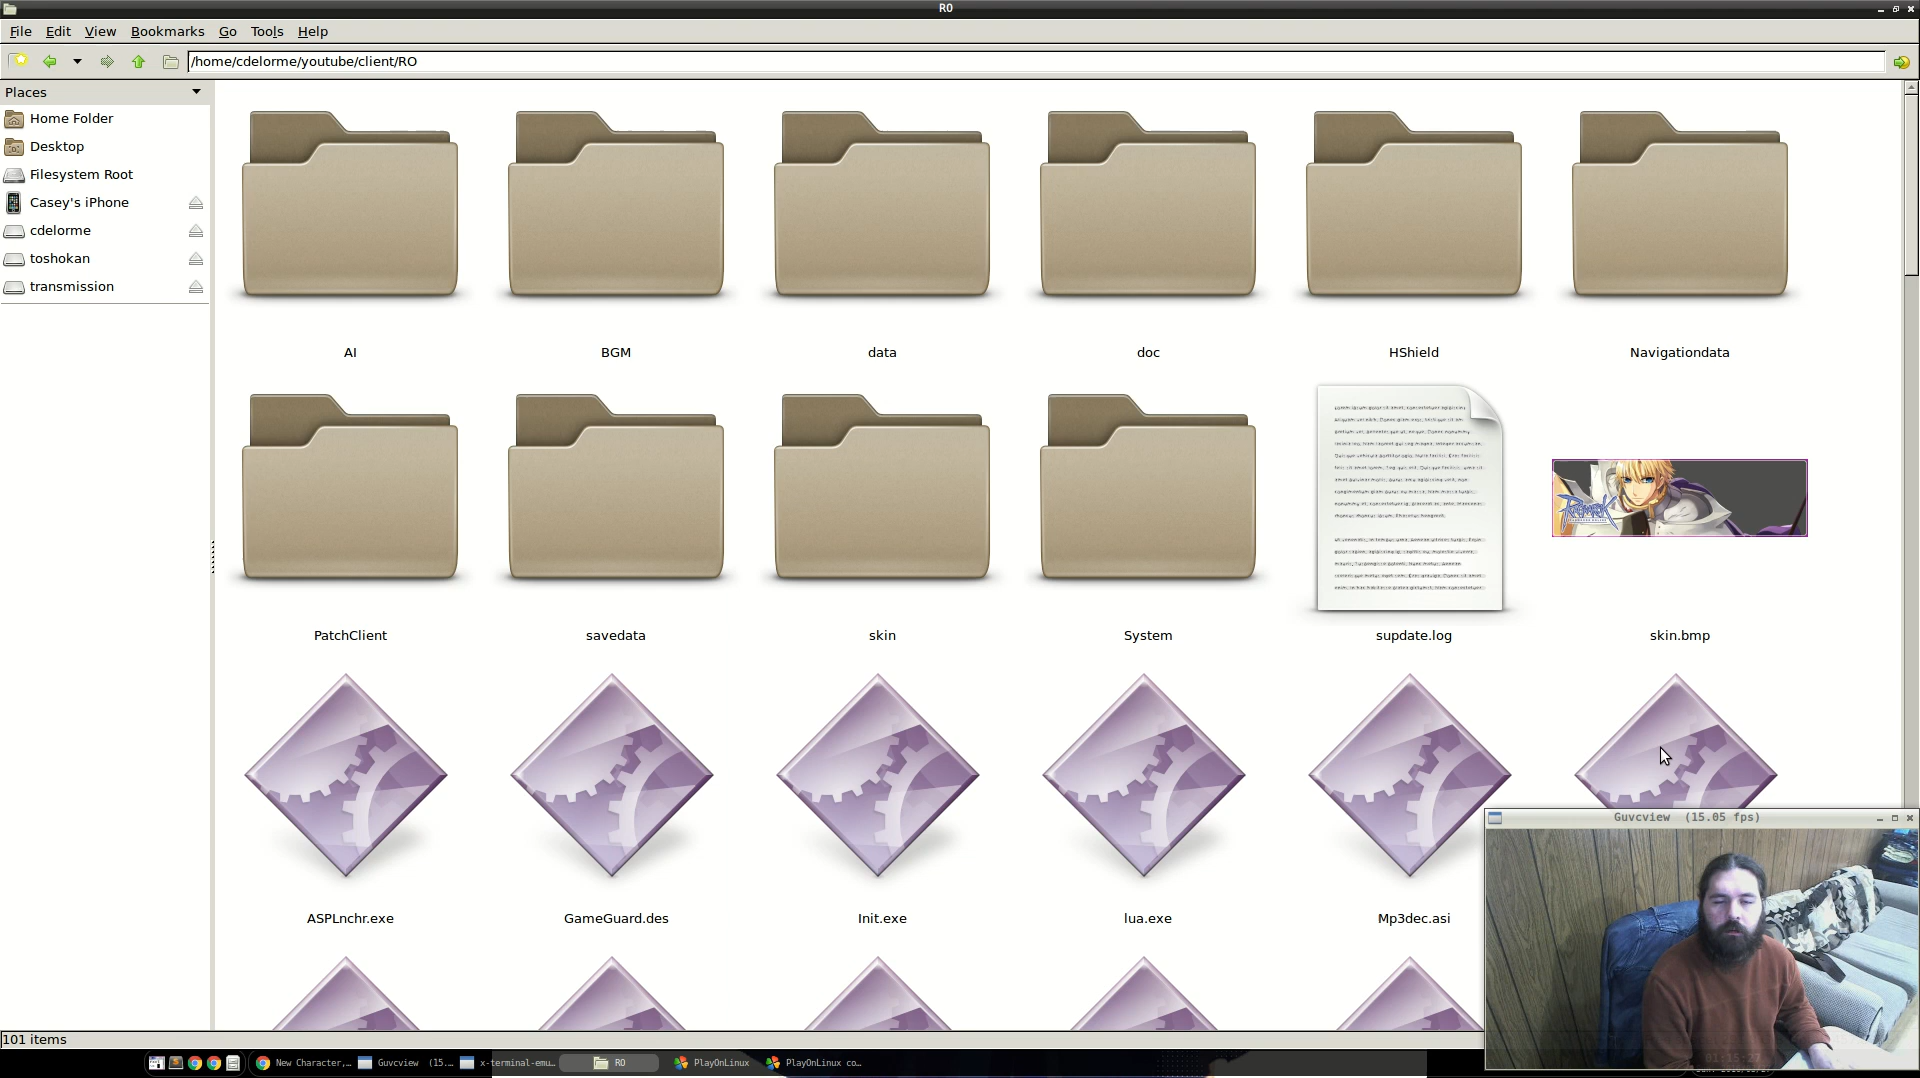 RO
File Edit View Bookmarks Go Tools Help
/home/cdelorme/youtube/client/RO
Places
Home Folder
Desktop
Filesystem Root
Casey's iPhone
cdelorme
toshokan
transmission
AI BGM data doc HShield Navigationdata
PatchClient savedata skin System supdate.log skin.bmp
ASPLnchr.exe GameGuard.des Init.exe lua.exe Mp3dec.asi
Guvcview (15.05 fps)
101 items
New Character,... Guvcview (15.... x-terminal-emu... RO PlayOnLinux PlayOnLinux co...